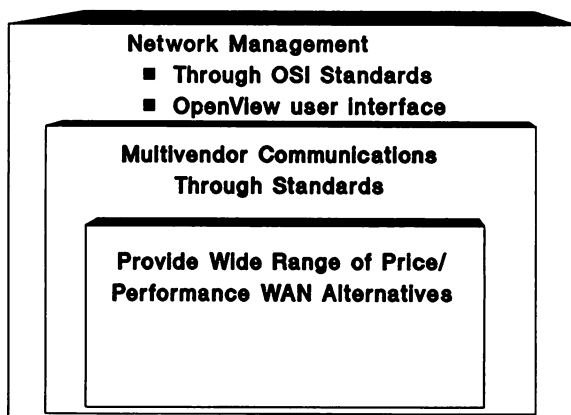 Network Management
■ Through OSI Standards
■ OpenView user interface
Multivendor Communications
Through Standards
Provide Wide Range of Price/
Performance WAN Alternatives